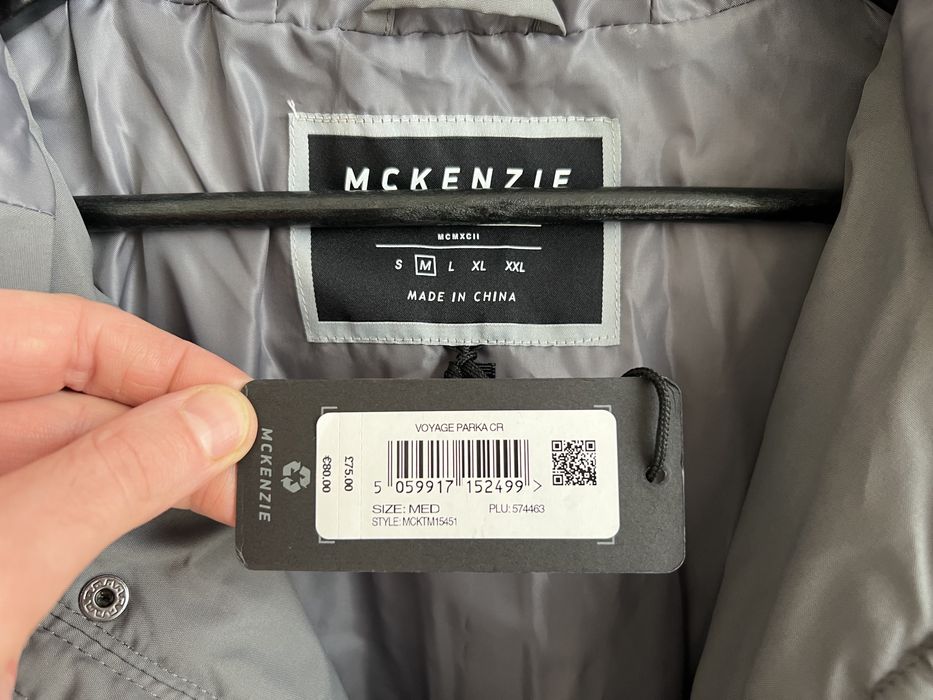 MCKENZIE
MCMXCII
S M L XL XXL
MADE IN CHINA
MCKENZIE
€80.00
£75.00
VOYAGE PARKA CR
5 059917 152499 >
SIZE: MED
PLU: 574463
STYLE: MCKTM15451